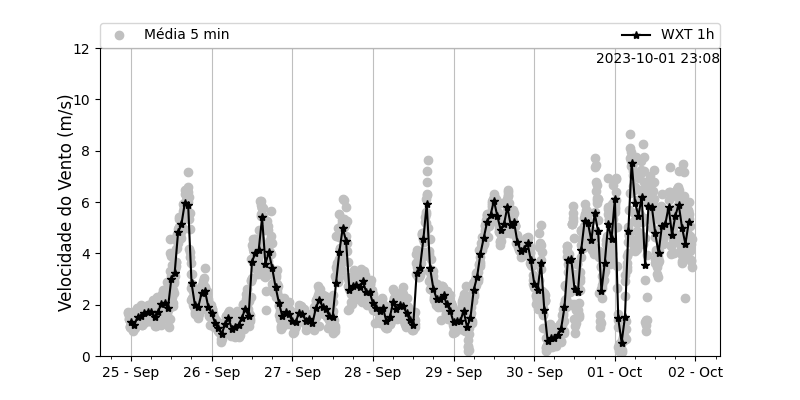 Média 5 min
WXT 1h
2023-10-01 23:08
Velocidade do Vento (m/s)
12
10
8
6
4
2
0
25 - Sep
26 - Sep
27 - Sep
28 - Sep
29 - Sep
30 - Sep
01 - Oct
02 - Oct